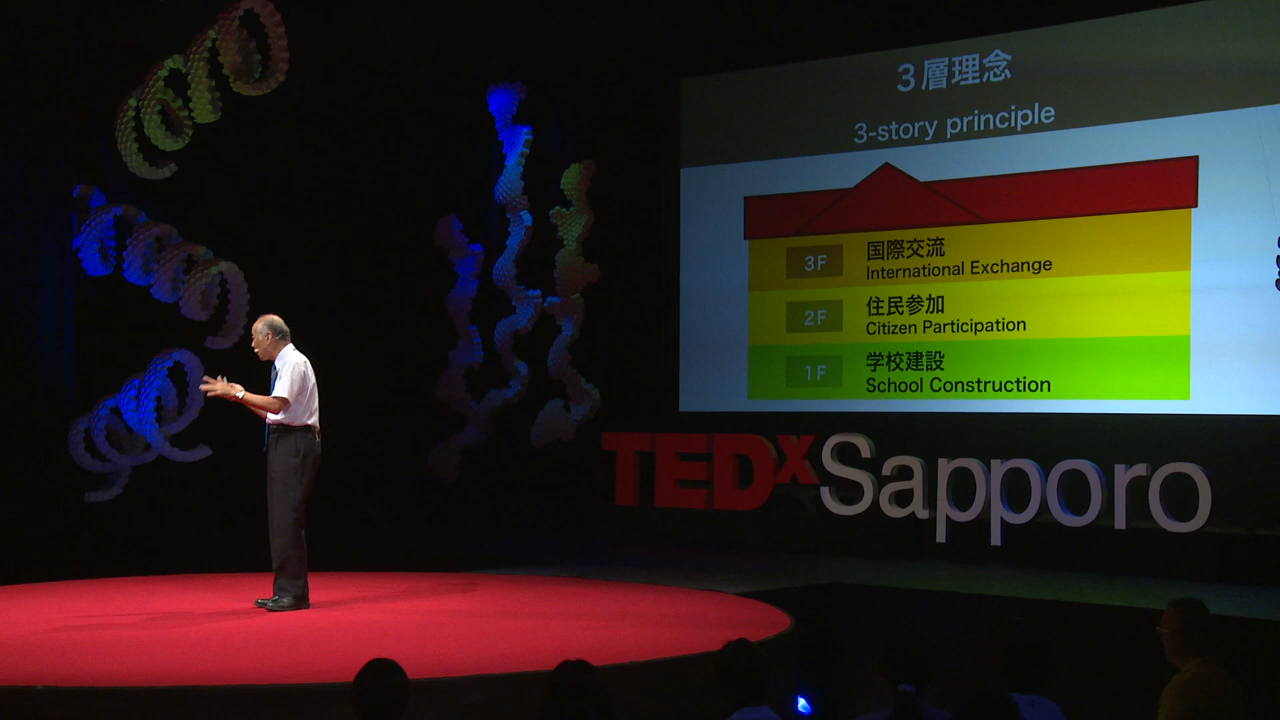 3層理念
3-story principle
3F
国際交流
International Exchange
2F
住民参加
Citizen Participation
1F
学校建設
School Construction
TEDxSapporo